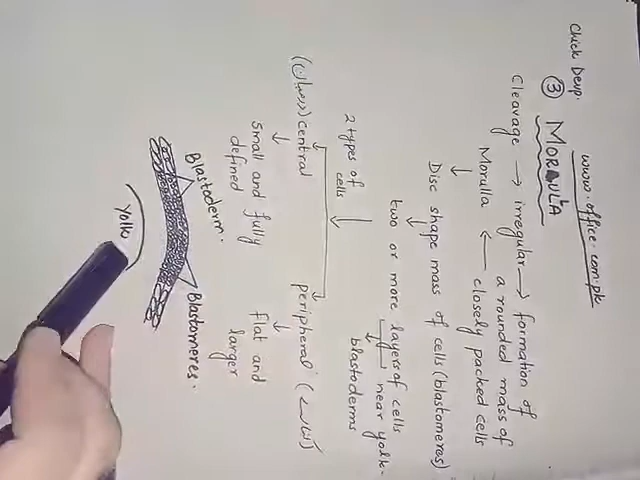 www.office.com.pk
Chick Devp.
③ MORULA
Cleavage → irregular → formation of
a rounded mass of
Morulla ← closely packed cells
↓
Disc shape mass of cells (blastomeres)
↓
two or more layers of cells
near yolk.
blastoderms
2 types of
cells
central
peripheral
small and fully
defined
flat and
larger
Blastoderm.
Blastomeres.
Yolk